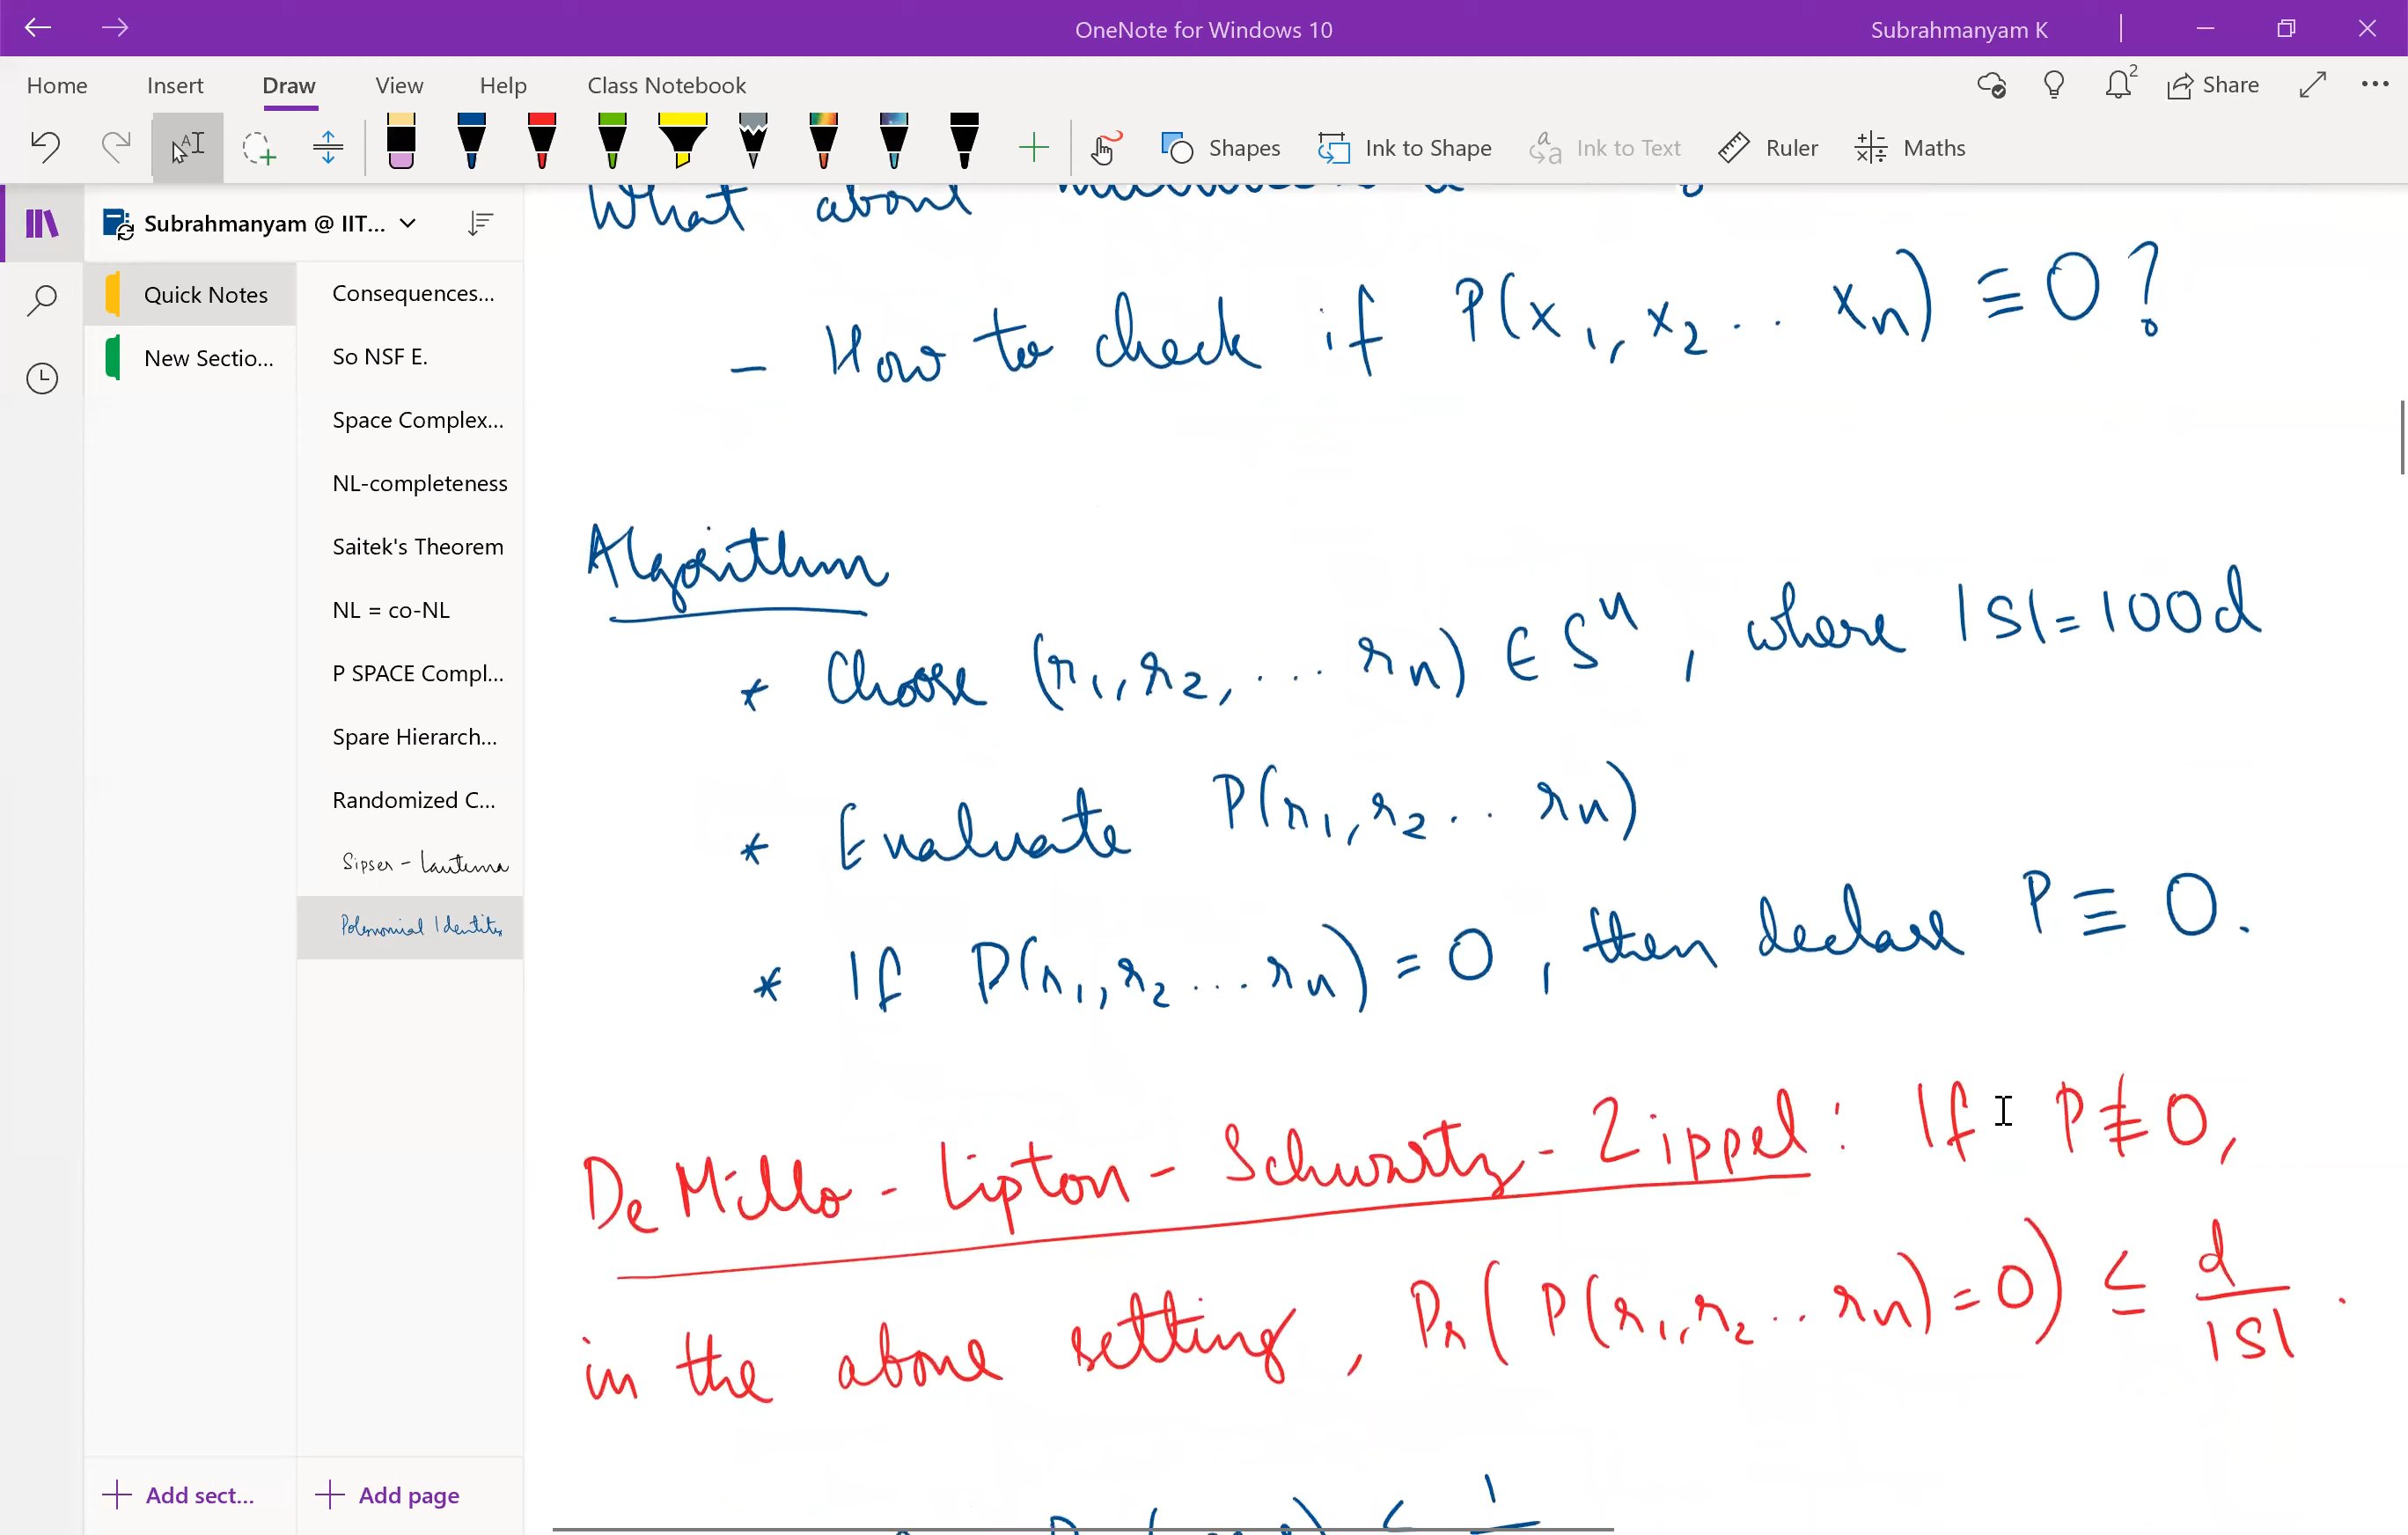 OneNote for Windows 10
Subrahmanyam K
Home Insert Draw View Help Class Notebook
2 Share
Shapes Ink to Shape Ink to Text Ruler Maths
Subrahmanyam @ IIT...
Quick Notes
New Sectio...
Consequences...
So NSF E.
Space Complex...
NL-completeness
Saitek's Theorem
NL = co-NL
P SPACE Compl...
Spare Hierarch...
Randomized C...
Sipser - Lautema
Polynomial Identity
Add sect...
Add page
What about
- How to check if P(x₁, x₂ .. xₙ) ≡ 0?
Algorithm
* Choose (r₁, r₂, ... rₙ) ∈ Sⁿ, where |S| = 100d
* Evaluate P(r₁, r₂ .. rₙ)
* If P(r₁, r₂ ... rₙ) = 0, then declare P ≡ 0.
De Millo - Lipton - Schwartz - Zippel : If P ≢ 0,
in the above setting, Pr( P(r₁, r₂ .. rₙ) = 0) ≤ d/|S| .